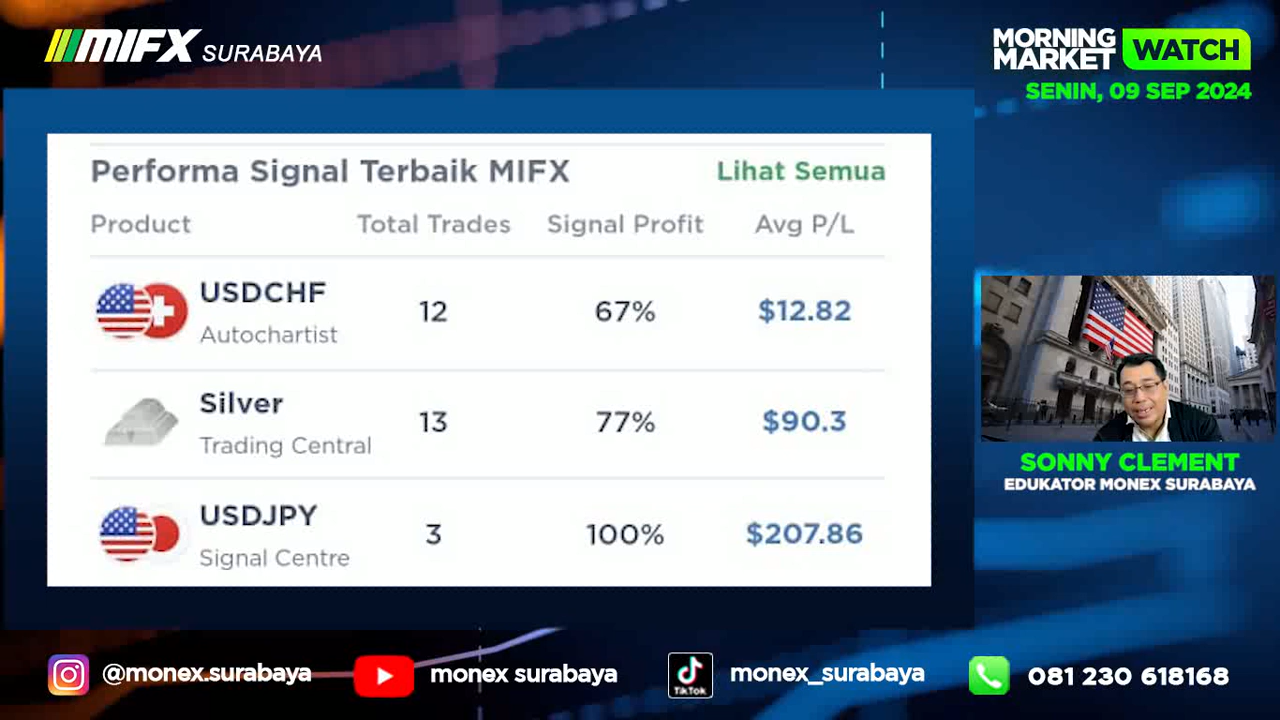 MIFX SURABAYA
MORNING
MARKET WATCH
SENIN, 09 SEP 2024
Performa Signal Terbaik MIFX Lihat Semua
Product Total Trades Signal Profit Avg P/L
USDCHF
Autochartist
12 67% $12.82
Silver
Trading Central
13 77% $90.3
USDJPY
Signal Centre
3 100% $207.86
SONNY CLEMENT
EDUKATOR MONEX SURABAYA
@monex.surabaya
monex surabaya
TikTok
monex_surabaya
081 230 618168